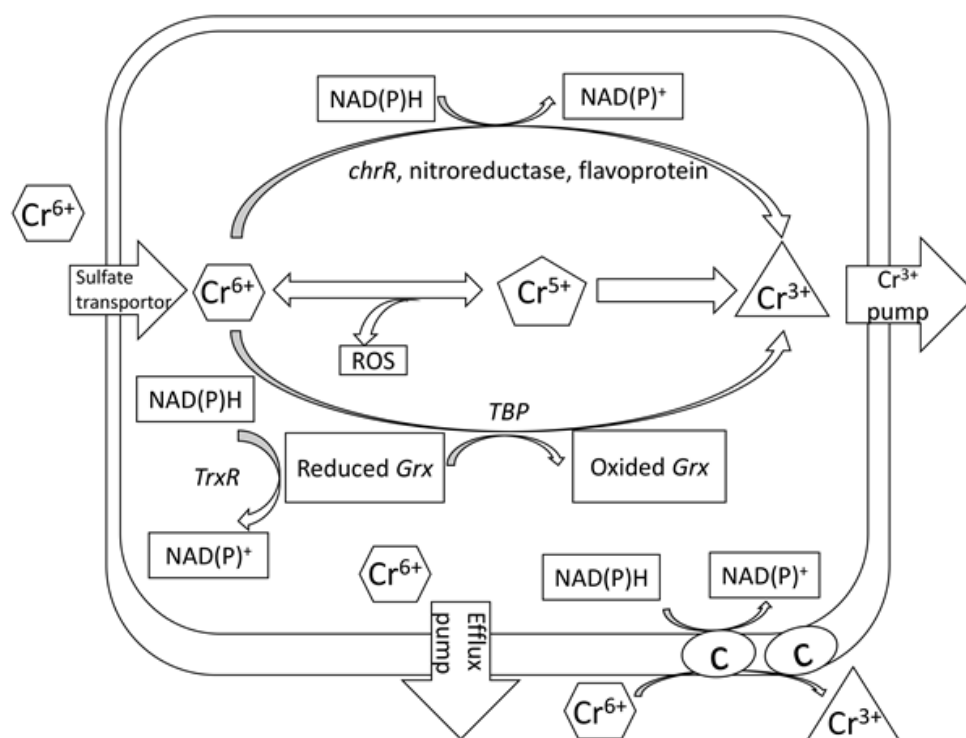 NAD(P)H
NAD(P)⁺
chrR, nitroreductase, flavoprotein
Cr⁶⁺
Sulfate
transportor
Cr⁶⁺
Cr⁵⁺
Cr³⁺
Cr³⁺
pump
ROS
NAD(P)H
TBP
TrxR
Reduced Grx
Oxided Grx
NAD(P)⁺
Cr⁶⁺
NAD(P)H
NAD(P)⁺
Efflux
pump
C
C
Cr⁶⁺
Cr³⁺